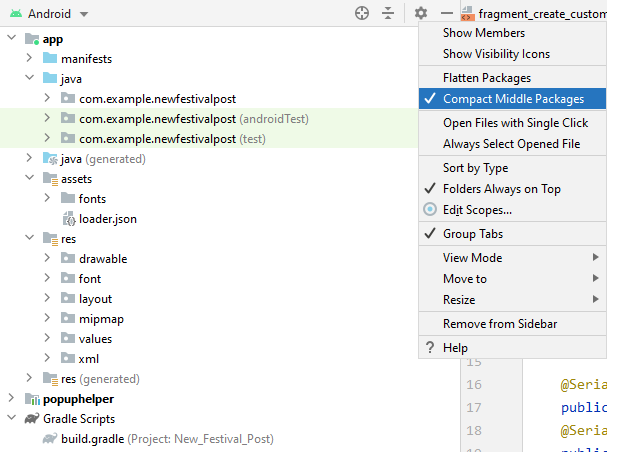 Android
fragment_create_custom
app
manifests
java
com.example.newfestivalpost
com.example.newfestivalpost (androidTest)
com.example.newfestivalpost (test)
java (generated)
assets
fonts
loader.json
res
drawable
font
layout
mipmap
values
xml
res (generated)
popuphelper
Gradle Scripts
build.gradle (Project: New_Festival_Post)
Show Members
Show Visibility Icons
Flatten Packages
Compact Middle Packages
Open Files with Single Click
Always Select Opened File
Sort by Type
Folders Always on Top
Edit Scopes...
Group Tabs
View Mode
Move to
Resize
Remove from Sidebar
? Help
15
16 @Seria
17 public
18 @Seria
19 public